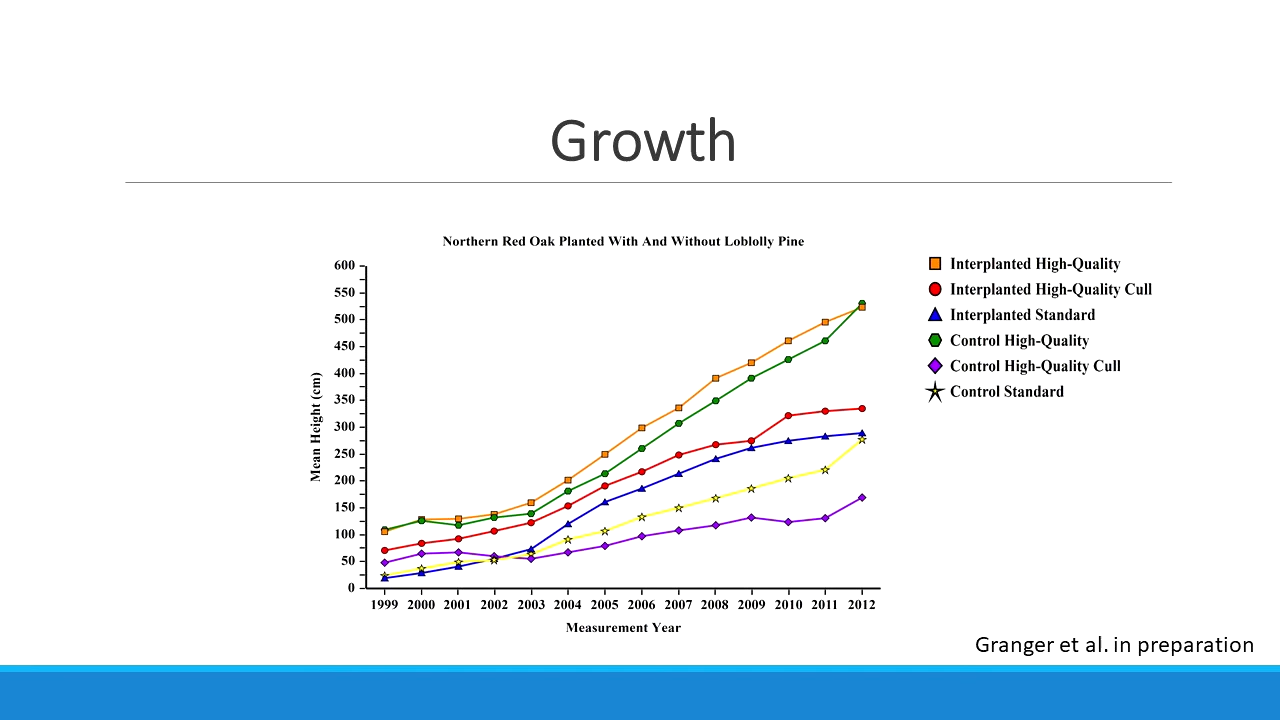 Growth
Northern Red Oak Planted With And Without Loblolly Pine
Mean Height (cm)
600
550
500
450
400
350
300
250
200
150
100
50
0
1999 2000 2001 2002 2003 2004 2005 2006 2007 2008 2009 2010 2011 2012
Measurement Year
Interplanted High-Quality
Interplanted High-Quality Cull
Interplanted Standard
Control High-Quality
Control High-Quality Cull
Control Standard
Granger et al. in preparation